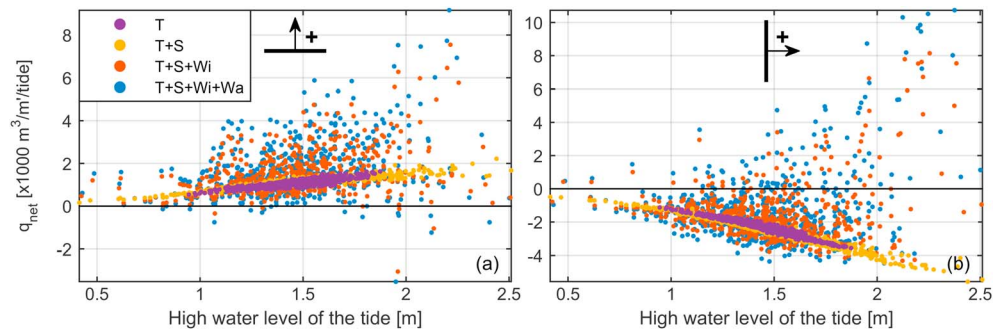 T
T+S
T+S+Wi
T+S+Wi+Wa
+
8
6
4
2
0
-2
q_net [x1000 m³/m'/tide]
0.5 1 1.5 2 2.5
High water level of the tide [m]
(a)
+
10
8
6
4
2
0
-2
-4
0.5 1 1.5 2 2.5
High water level of the tide [m]
(b)